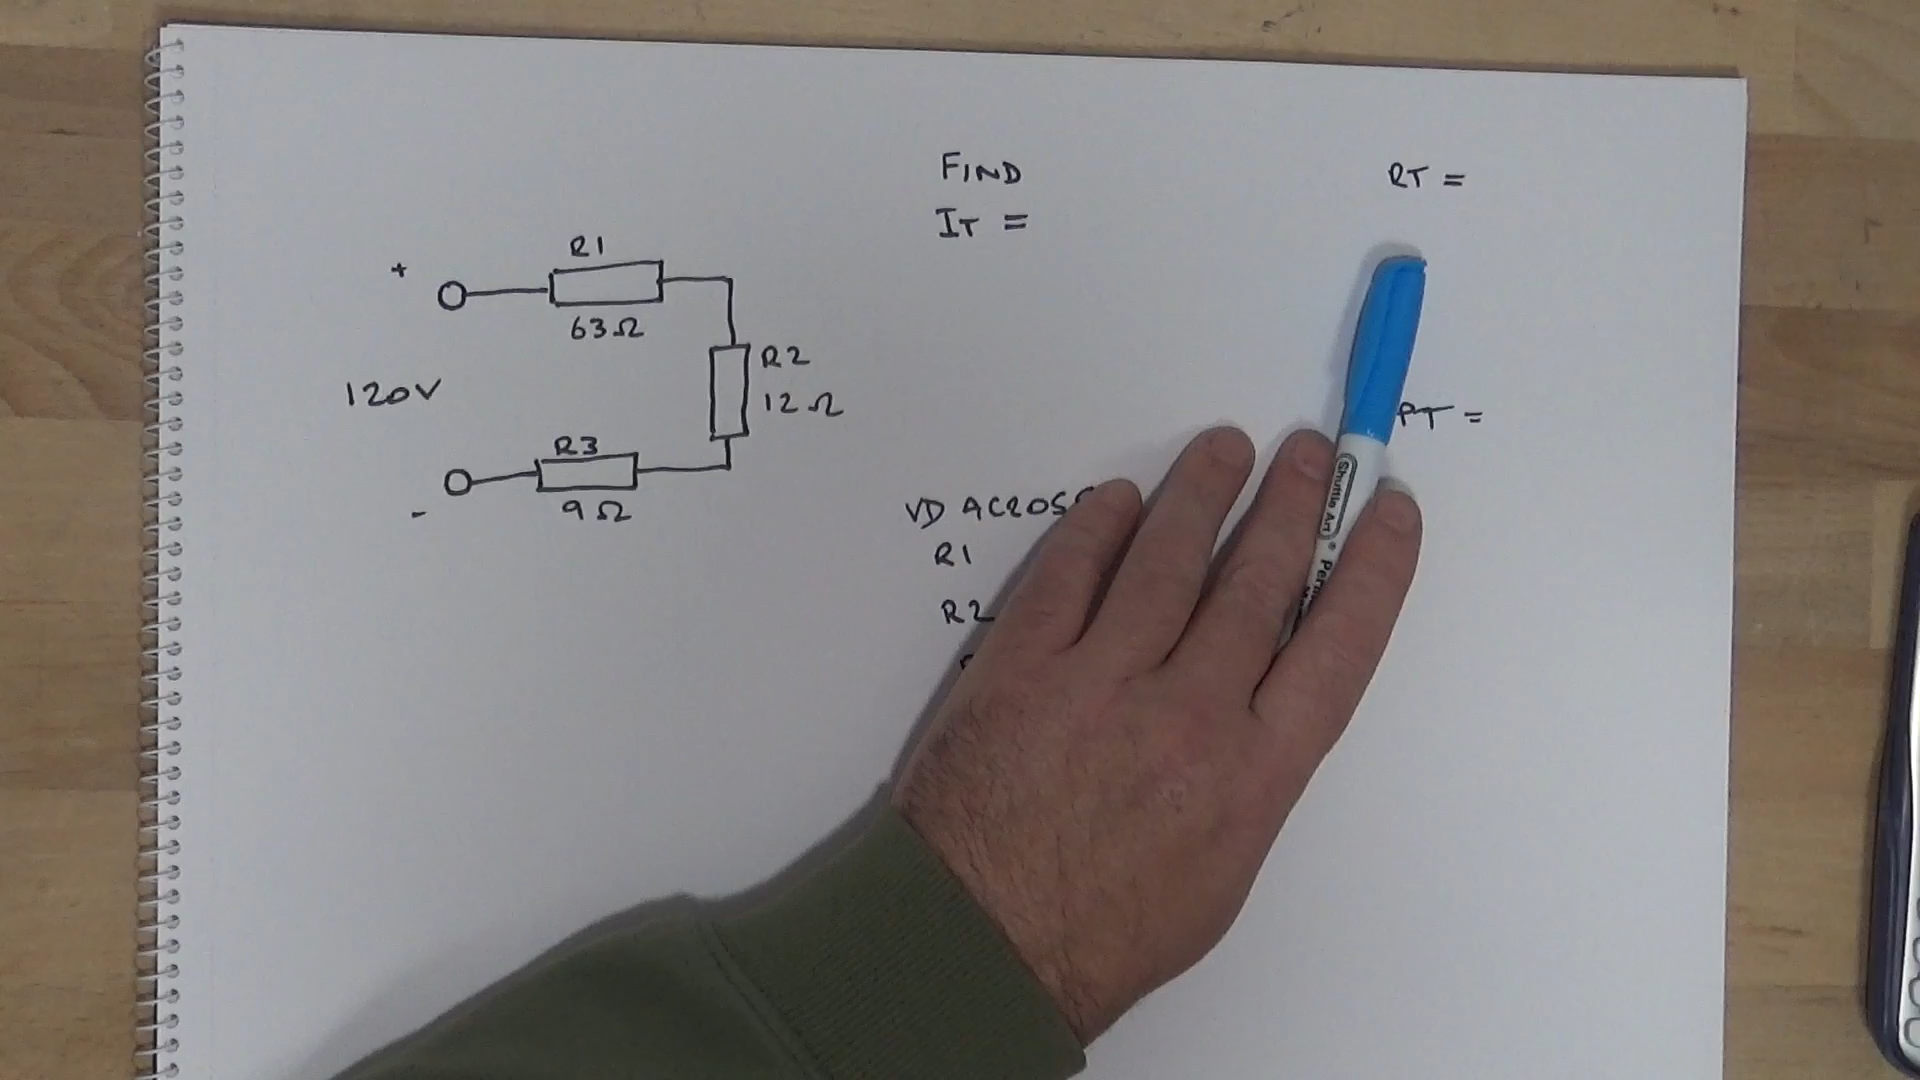 FIND
IT =
RT =
+
R1
63Ω
R2
12Ω
120V
R3
9Ω
-
PT =
VD ACROS
R1
R2
Shuttle Art